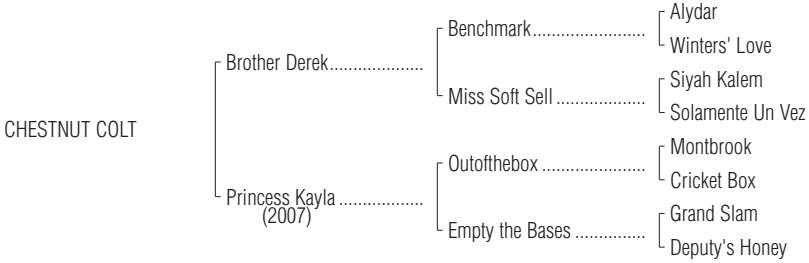 Alydar
Benchmark........................
Winters' Love
Brother Derek....................
Siyah Kalem
Miss Soft Sell ...................
Solamente Un Vez
CHESTNUT COLT
Montbrook
Outofthebox ......................
Cricket Box
Princess Kayla ..................
(2007)
Grand Slam
Empty the Bases ...............
Deputy's Honey